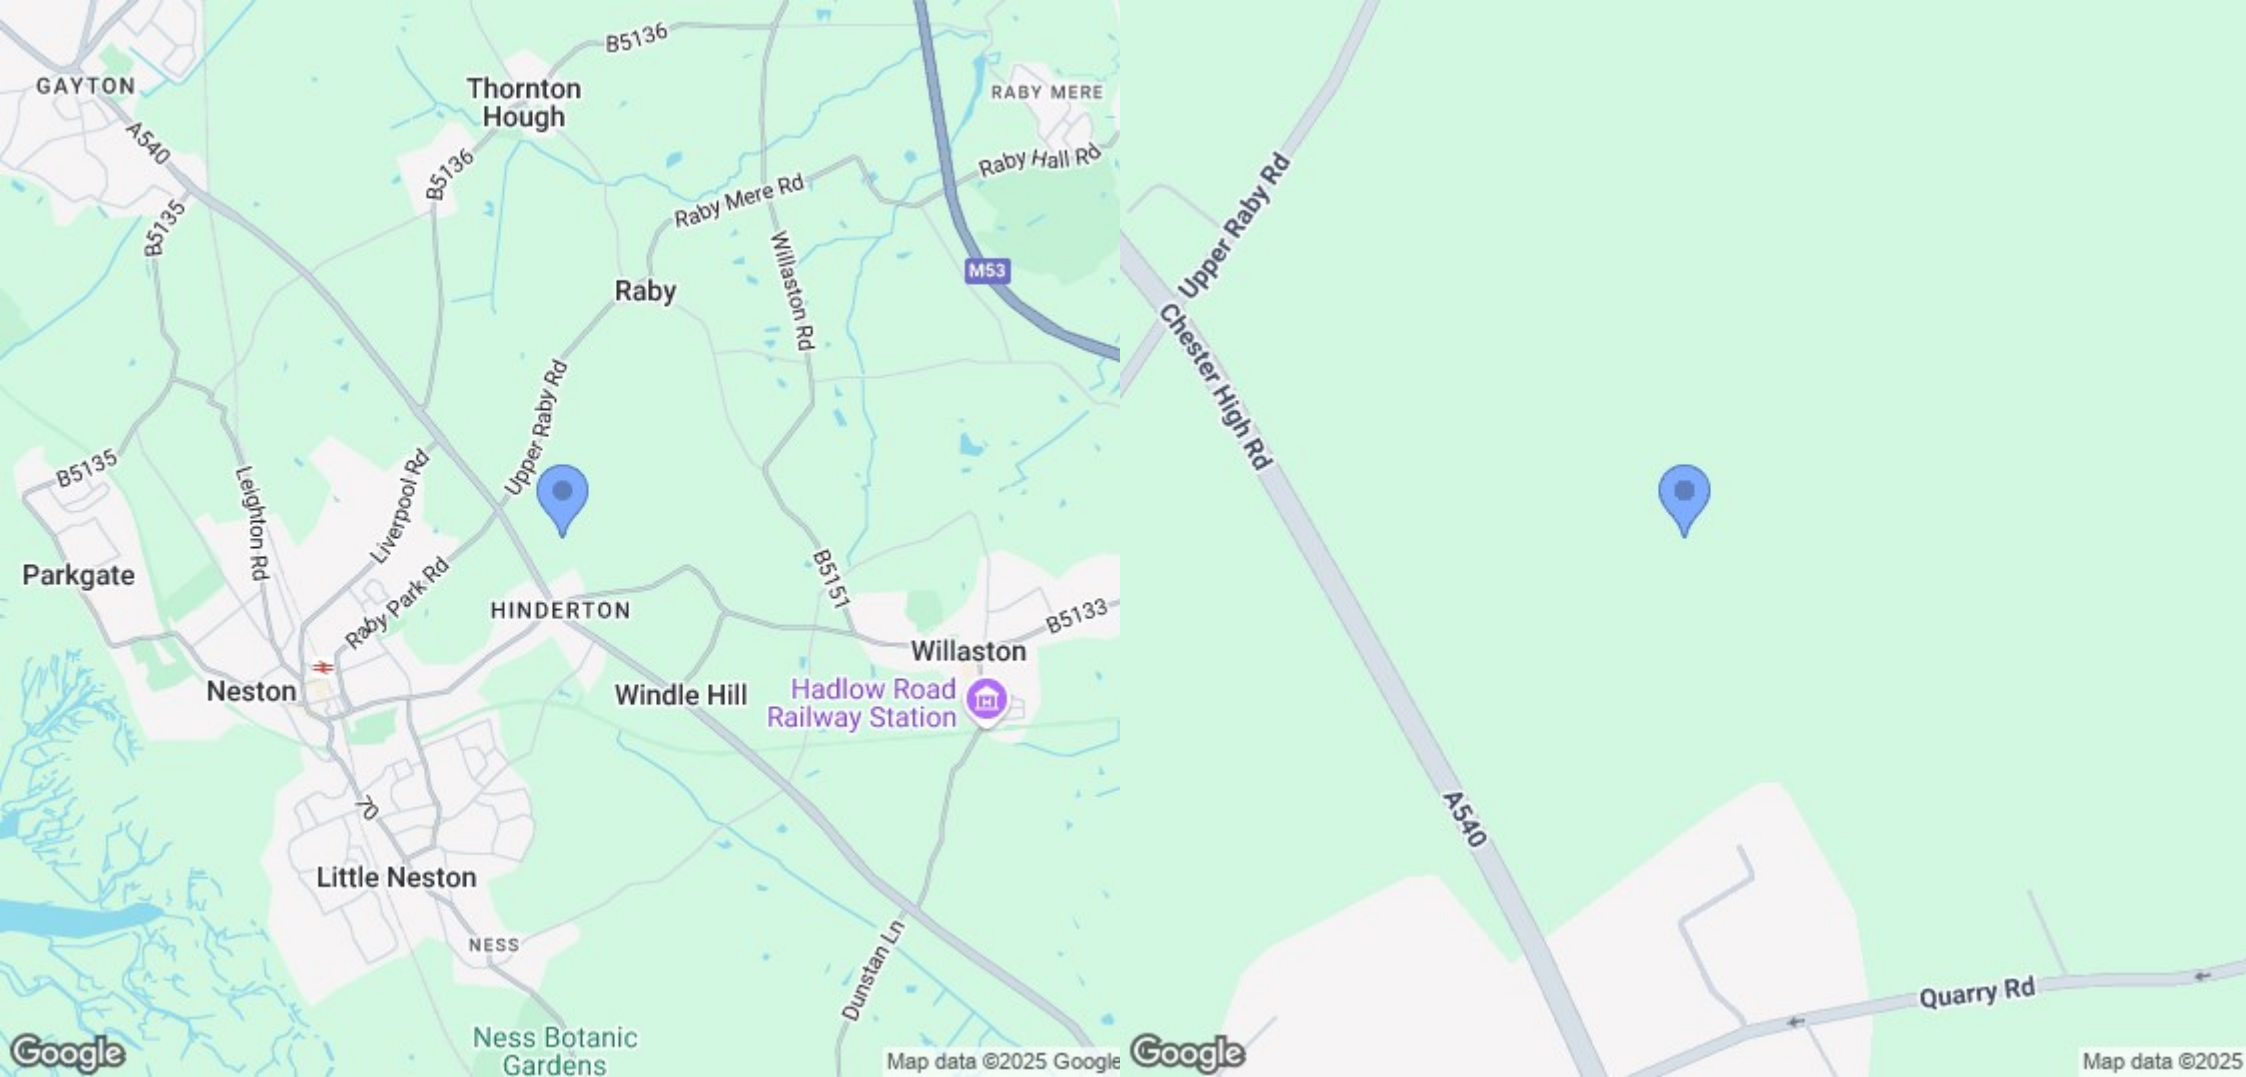 B5136
GAYTON
Thornton
Hough
RABY MERE
A540
B5136
Raby Hall Rd
Raby Mere Rd
B5135
Willaston Rd
M53
Raby
Upper Raby Rd
B5135
Leighton Rd
Liverpool Rd
Parkgate
Raby Park Rd
HINDERTON
B5151
B5133
Willaston
Neston
Windle Hill
Hadlow Road
Railway Station
70
Little Neston
NESS
Dunstan Ln
Ness Botanic
Gardens
Google
Map data ©2025 Google
Upper Raby Rd
Chester High Rd
A540
Quarry Rd
Google
Map data ©2025